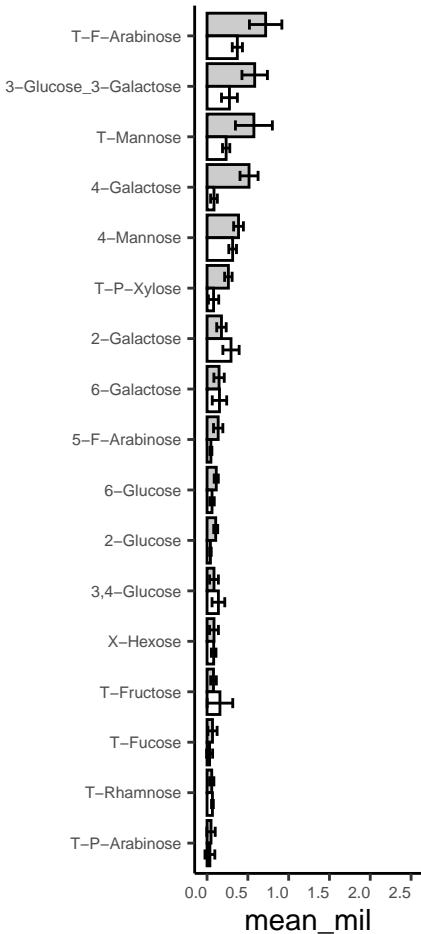 T−F−Arabinose
3−Glucose_3−Galactose
T−Mannose
4−Galactose
4−Mannose
T−P−Xylose
2−Galactose
6−Galactose
5−F−Arabinose
6−Glucose
2−Glucose
3,4−Glucose
X−Hexose
T−Fructose
T−Fucose
T−Rhamnose
T−P−Arabinose
0.0 0.5 1.0 1.5 2.0 2.5
mean_mil